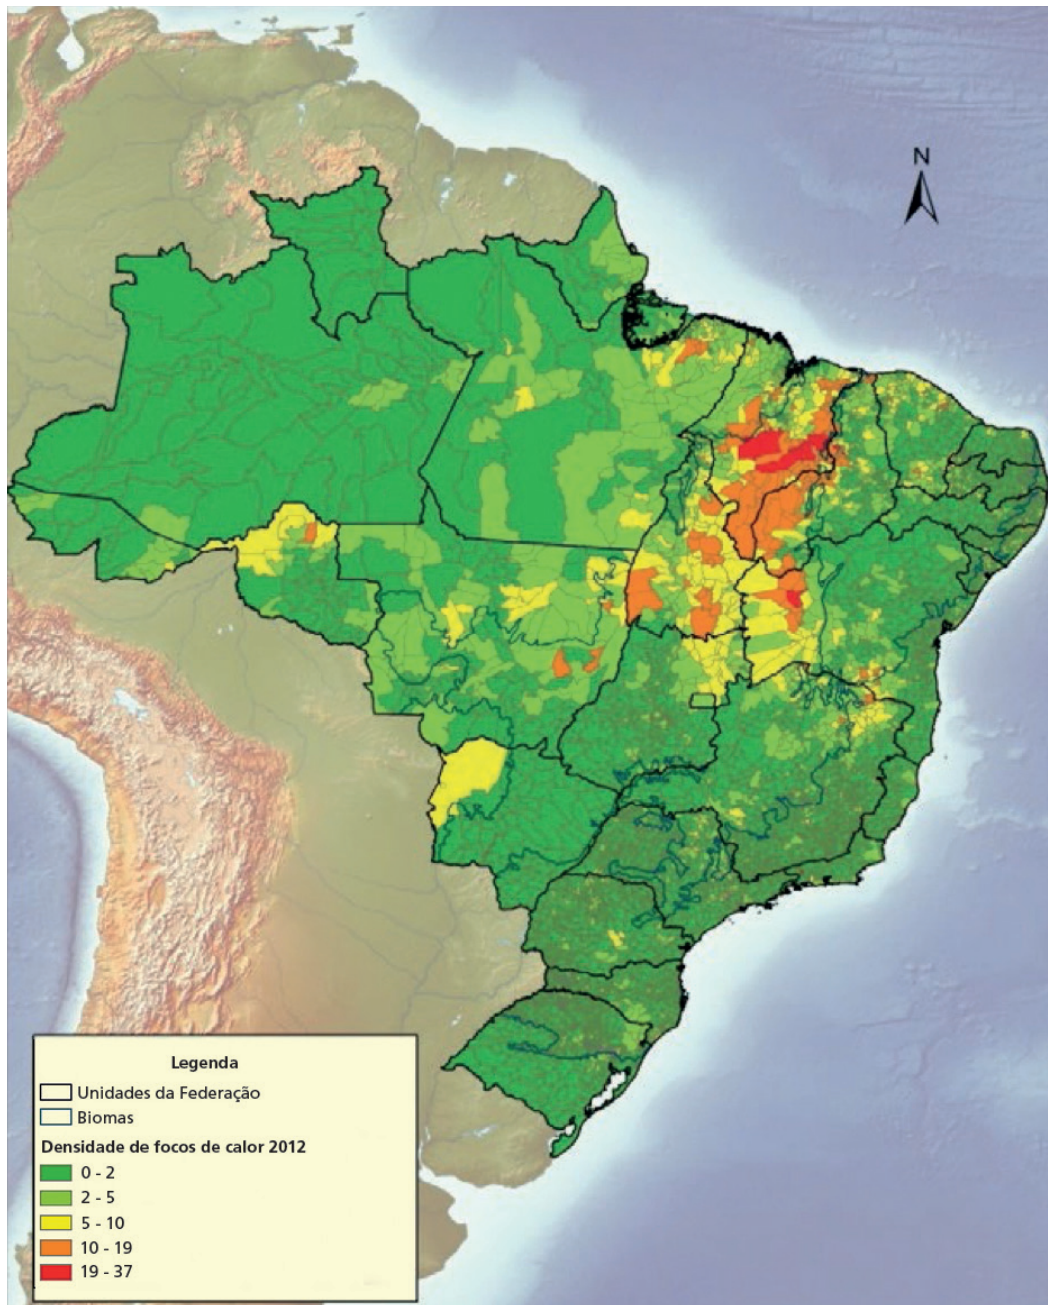 N
Legenda
Unidades da Federação
Biomas
Densidade de focos de calor 2012
0 - 2
2 - 5
5 - 10
10 - 19
19 - 37